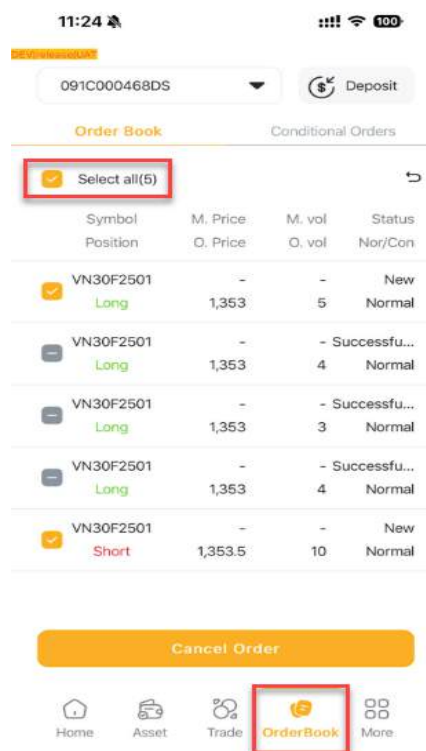 11:24 100
DEV/release/UAT
091C000468DS Deposit
Order Book Conditional Orders
Select all(5)
Symbol M. Price M. vol Status
Position O. Price O. vol Nor/Con
VN30F2501 - - New
Long 1,353 5 Normal
VN30F2501 - - Successfu...
Long 1,353 4 Normal
VN30F2501 - - Successfu...
Long 1,353 3 Normal
VN30F2501 - - Successfu...
Long 1,353 4 Normal
VN30F2501 - - New
Short 1,353.5 10 Normal
Cancel Order
Home Asset Trade OrderBook More